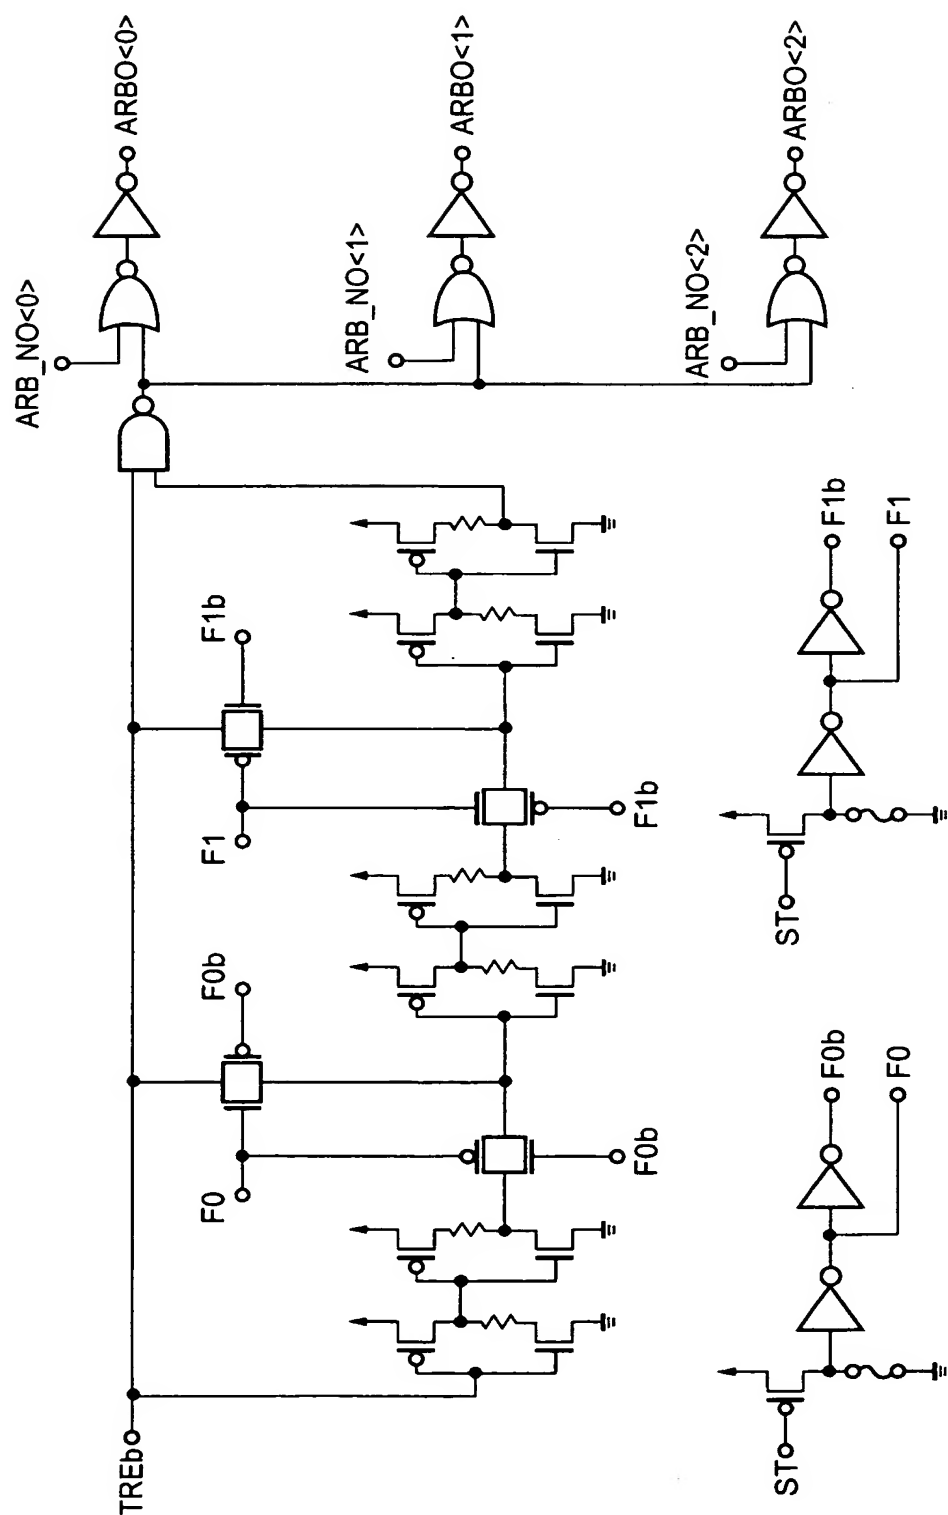 TREb
F0
F0b
F0b
F1
F1b
F1b
ARB_NO<0>
ARBO<0>
ARB_NO<1>
ARBO<1>
ARB_NO<2>
ARBO<2>
ST
F0b
F0
ST
F1b
F1